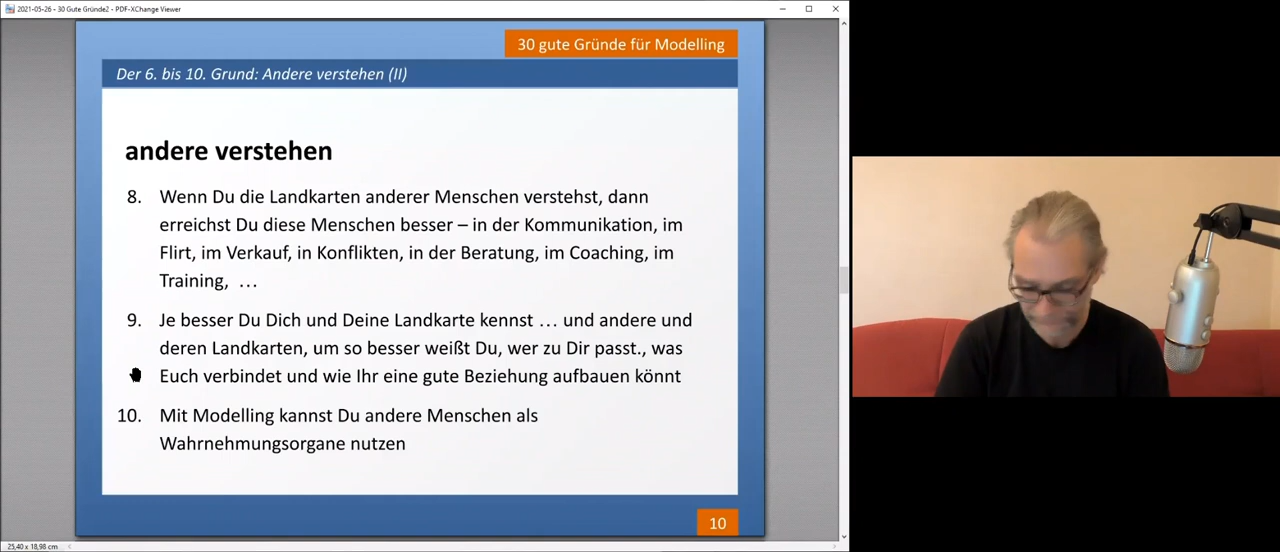 2021-05-26 - 30 Gute Gründe2 - PDF-XChange Viewer
30 gute Gründe für Modelling
Der 6. bis 10. Grund: Andere verstehen (II)
andere verstehen
8. Wenn Du die Landkarten anderer Menschen verstehst, dann
erreichst Du diese Menschen besser – in der Kommunikation, im
Flirt, im Verkauf, in Konflikten, in der Beratung, im Coaching, im
Training, …
9. Je besser Du Dich und Deine Landkarte kennst … und andere und
deren Landkarten, um so besser weißt Du, wer zu Dir passt., was
Euch verbindet und wie Ihr eine gute Beziehung aufbauen könnt
10. Mit Modelling kannst Du andere Menschen als
Wahrnehmungsorgane nutzen
10
25,40 x 18,98 cm